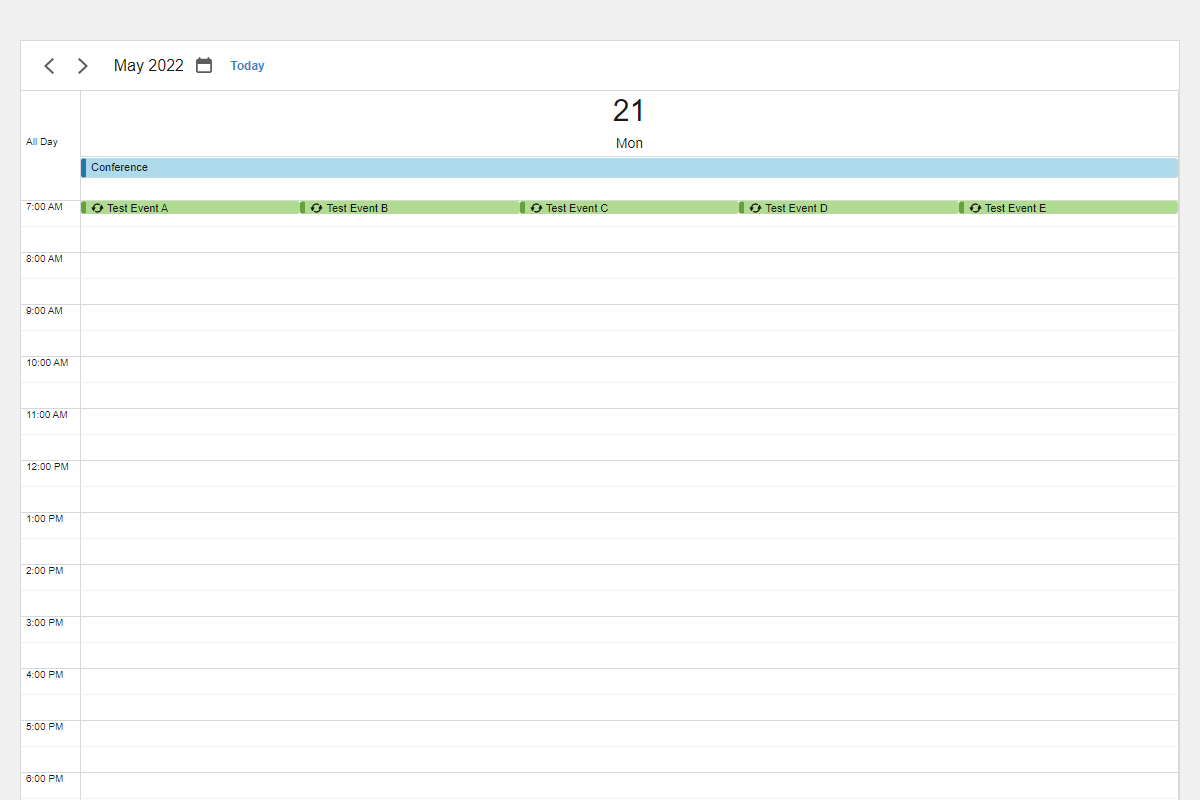 May 2022 Today
21
All Day
Mon
Conference
7:00 AM Test Event A Test Event B Test Event C Test Event D Test Event E
8:00 AM
9:00 AM
10:00 AM
11:00 AM
12:00 PM
1:00 PM
2:00 PM
3:00 PM
4:00 PM
5:00 PM
6:00 PM